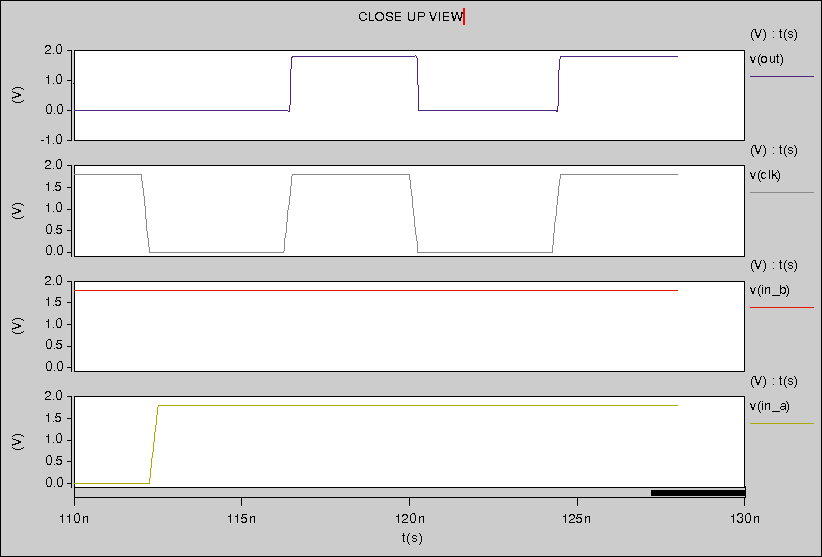 CLOSE UP VIEW
(V) : t(s)
v(out)
2.0
1.0
0.0
-1.0
(V)
(V) : t(s)
v(clk)
2.0
1.5
1.0
0.5
0.0
(V)
(V) : t(s)
v(in_b)
2.0
1.5
1.0
0.5
0.0
(V)
(V) : t(s)
v(in_a)
2.0
1.5
1.0
0.5
0.0
(V)
110n 115n 120n 125n 130n
t(s)